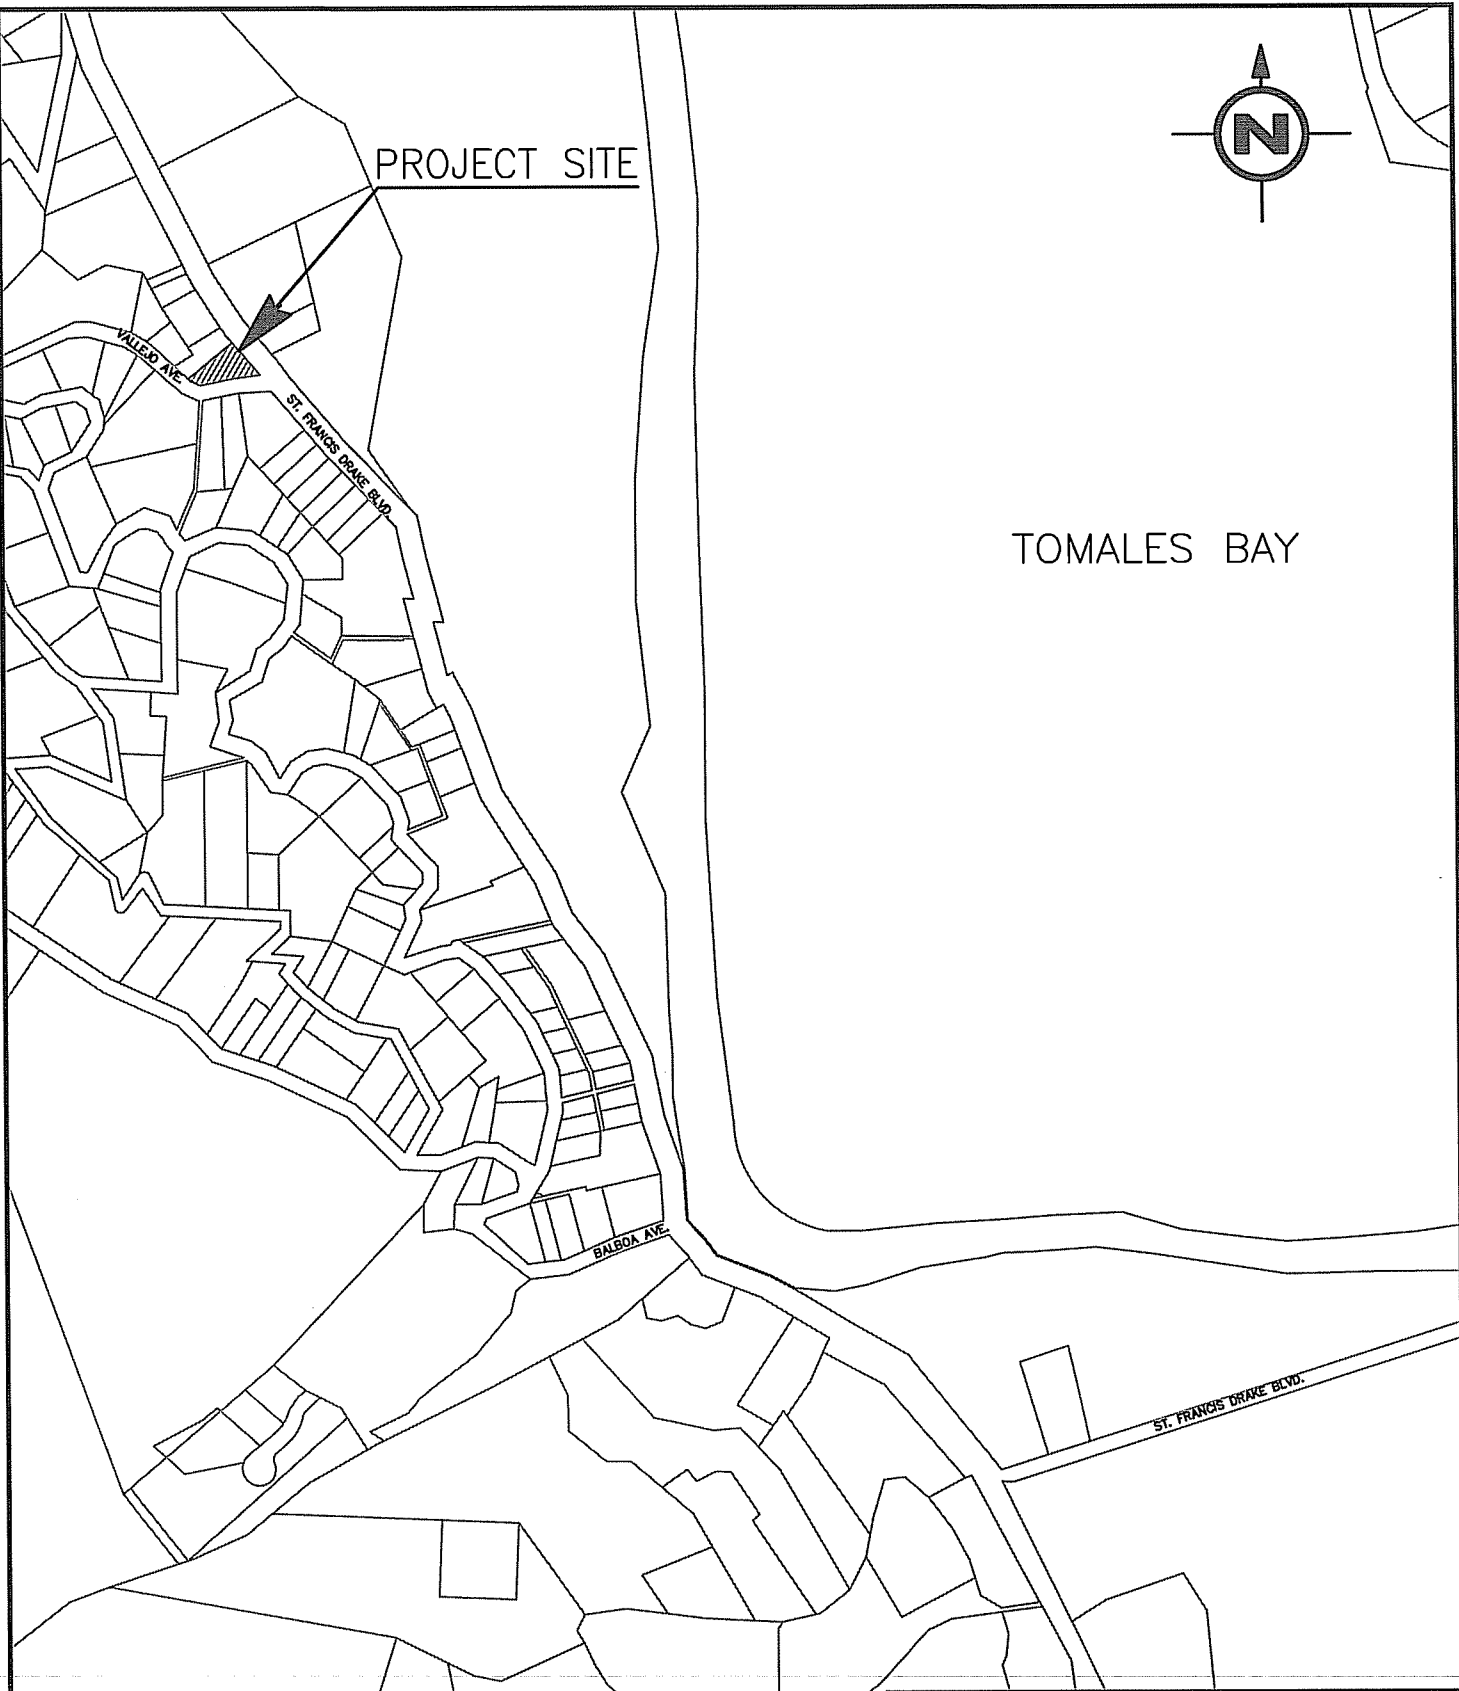 PROJECT SITE
N
VALLEJO AVE.
ST. FRANCIS DRAKE BLVD.
TOMALES BAY
BALBOA AVE.
ST. FRANCIS DRAKE BLVD.